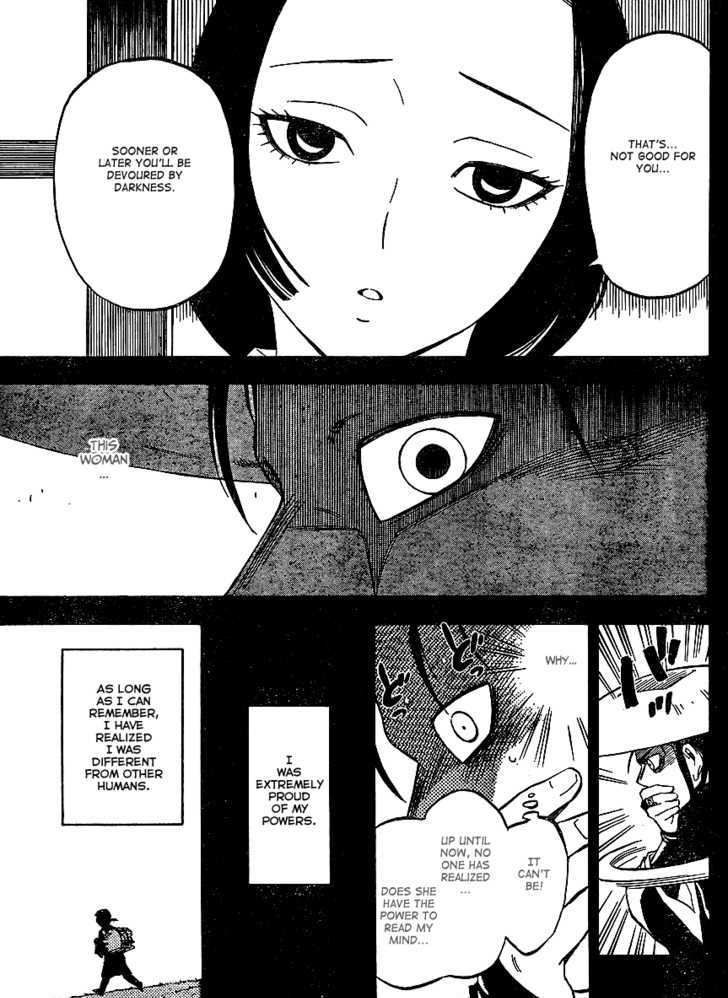 THAT'S...
NOT GOOD FOR
YOU...
SOONER OR
LATER YOU'LL BE
DEVOURED BY
DARKNESS.
THIS
WOMAN
...
WHY...
IT
CAN'T
BE!
UP UNTIL
NOW, NO
ONE HAS
REALIZED
...
DOES SHE
HAVE THE
POWER TO
READ MY
MIND...
I
WAS
EXTREMELY
PROUD
OF MY
POWERS.
AS LONG
AS I CAN
REMEMBER,
I HAVE
REALIZED
I WAS
DIFFERENT
FROM OTHER
HUMANS.